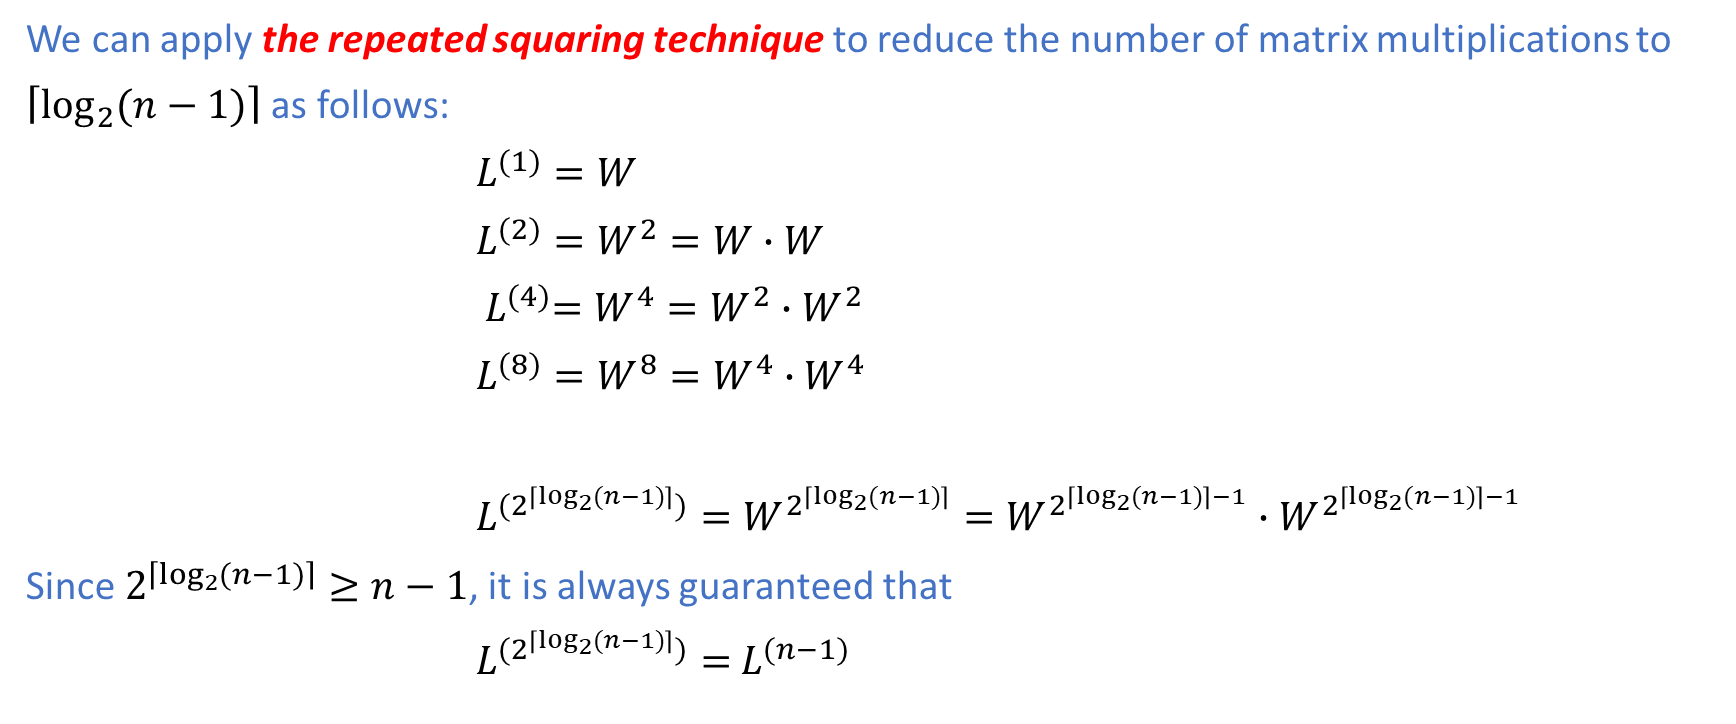 We can apply the repeated squaring technique to reduce the number of matrix multiplications to
⌈log₂(n − 1)⌉ as follows:
L^(1) = W
L^(2) = W^2 = W · W
L^(4) = W^4 = W^2 · W^2
L^(8) = W^8 = W^4 · W^4
L^(2^⌈log₂(n−1)⌉) = W^2^⌈log₂(n−1)⌉ = W^2^⌈log₂(n−1)⌉−1 · W^2^⌈log₂(n−1)⌉−1
Since 2^⌈log₂(n−1)⌉ ≥ n − 1, it is always guaranteed that
L^(2^⌈log₂(n−1)⌉) = L^(n−1)